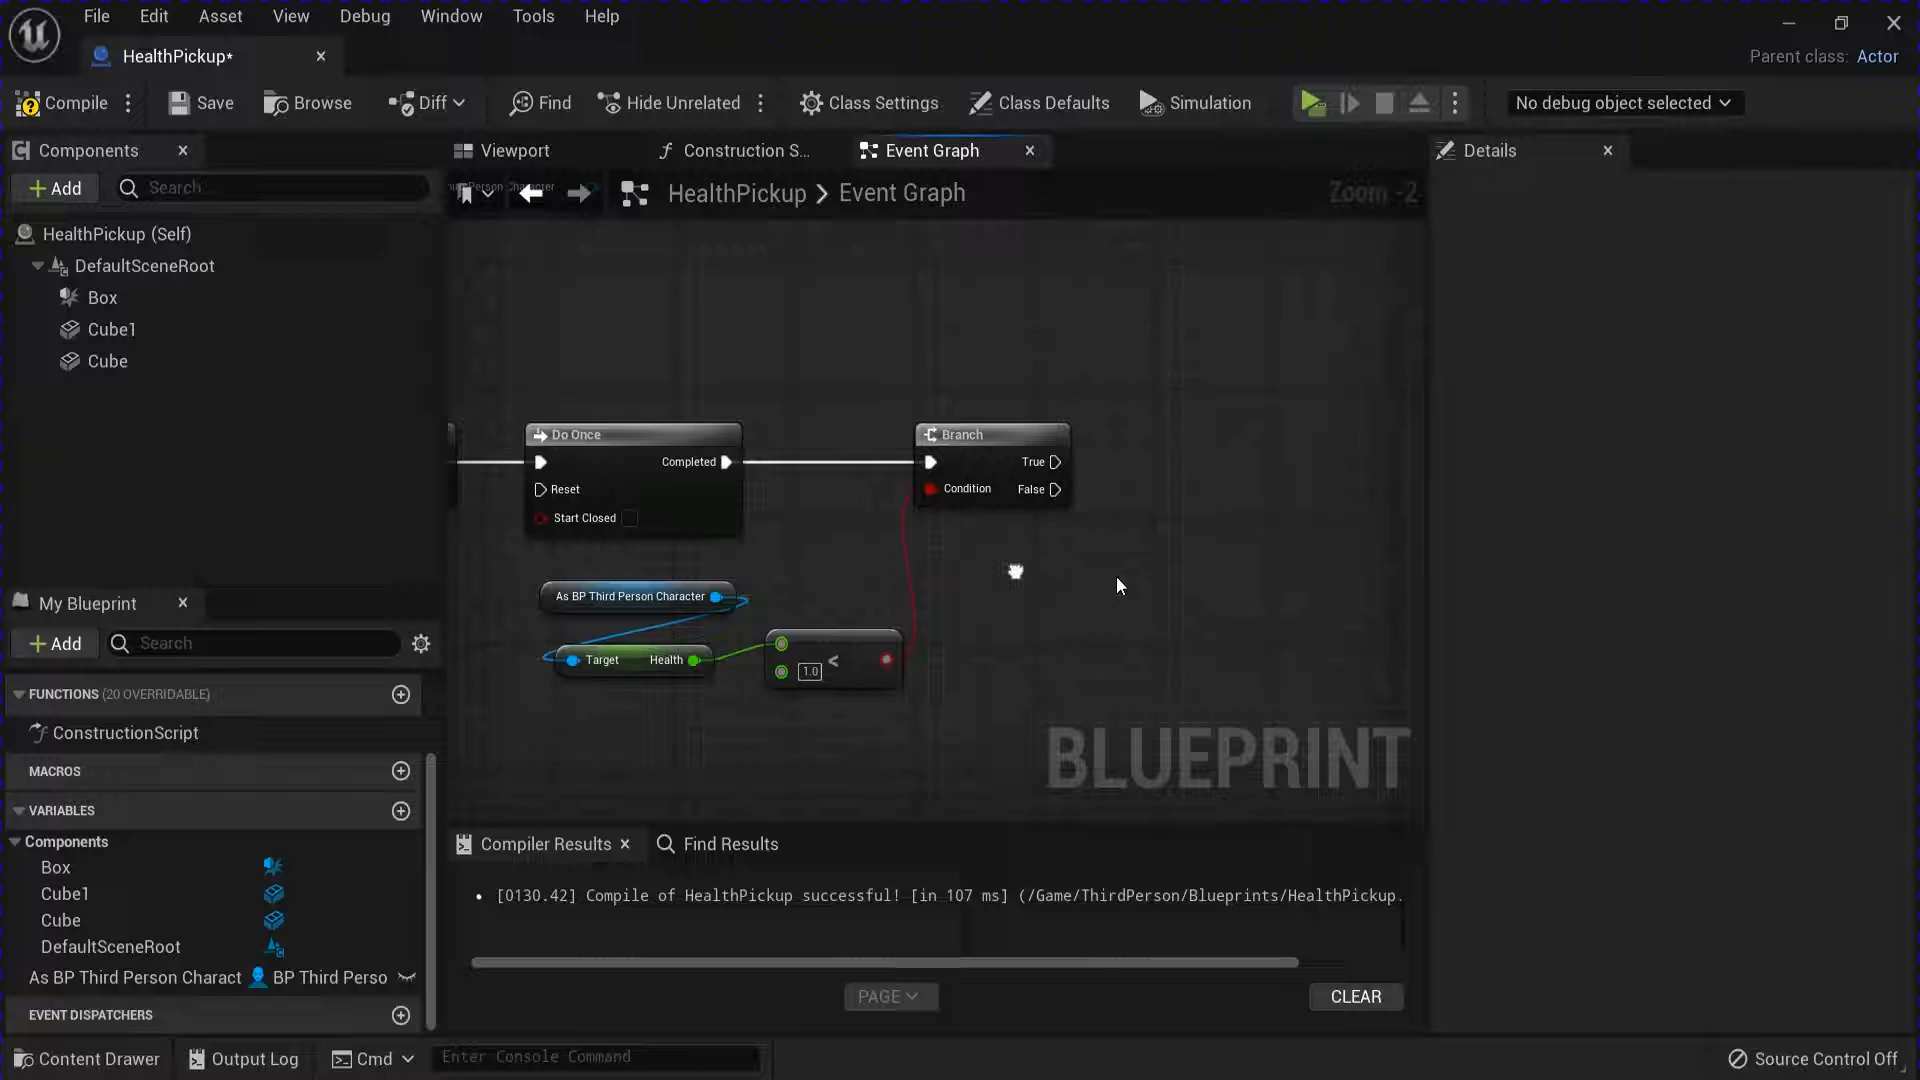 File Edit Asset View Debug Window Tools Help
HealthPickup*
Parent class: Actor
Compile Save Browse Diff Find Hide Unrelated Class Settings Class Defaults Simulation No debug object selected
Components Viewport Construction S... Event Graph Details
Add Search
HealthPickup > Event Graph Zoom -2
HealthPickup (Self)
DefaultSceneRoot
Box
Cube1
Cube
Do Once
Completed
Reset
Start Closed
Branch
True
Condition False
As BP Third Person Character
Target Health
1.0 <
BLUEPRINT
My Blueprint
Add Search
FUNCTIONS (20 OVERRIDABLE)
ConstructionScript
MACROS
VARIABLES
Components
Box
Cube1
Cube
DefaultSceneRoot
As BP Third Person Charact BP Third Perso
EVENT DISPATCHERS
Compiler Results Find Results
[0130.42] Compile of HealthPickup successful! [in 107 ms] (/Game/ThirdPerson/Blueprints/HealthPickup.
PAGE CLEAR
Content Drawer Output Log Cmd Enter Console Command Source Control Off